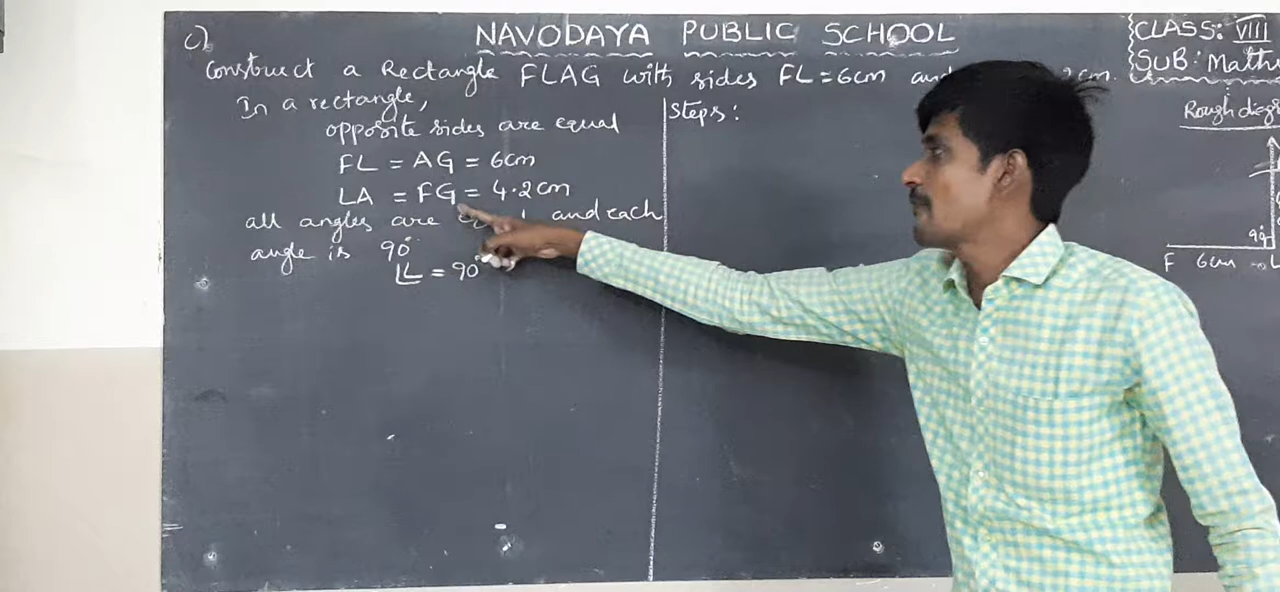 c)
NAVODAYA PUBLIC SCHOOL
CLASS: VIII
SUB: Maths
Construct a Rectangle FLAG with sides FL = 6cm and 2cm.
In a rectangle,
opposite sides are equal
FL = AG = 6cm
LA = FG = 4.2cm
all angles are and each
angle is 90°
∠L = 90°
Steps:
Rough
90°
F 6cm L